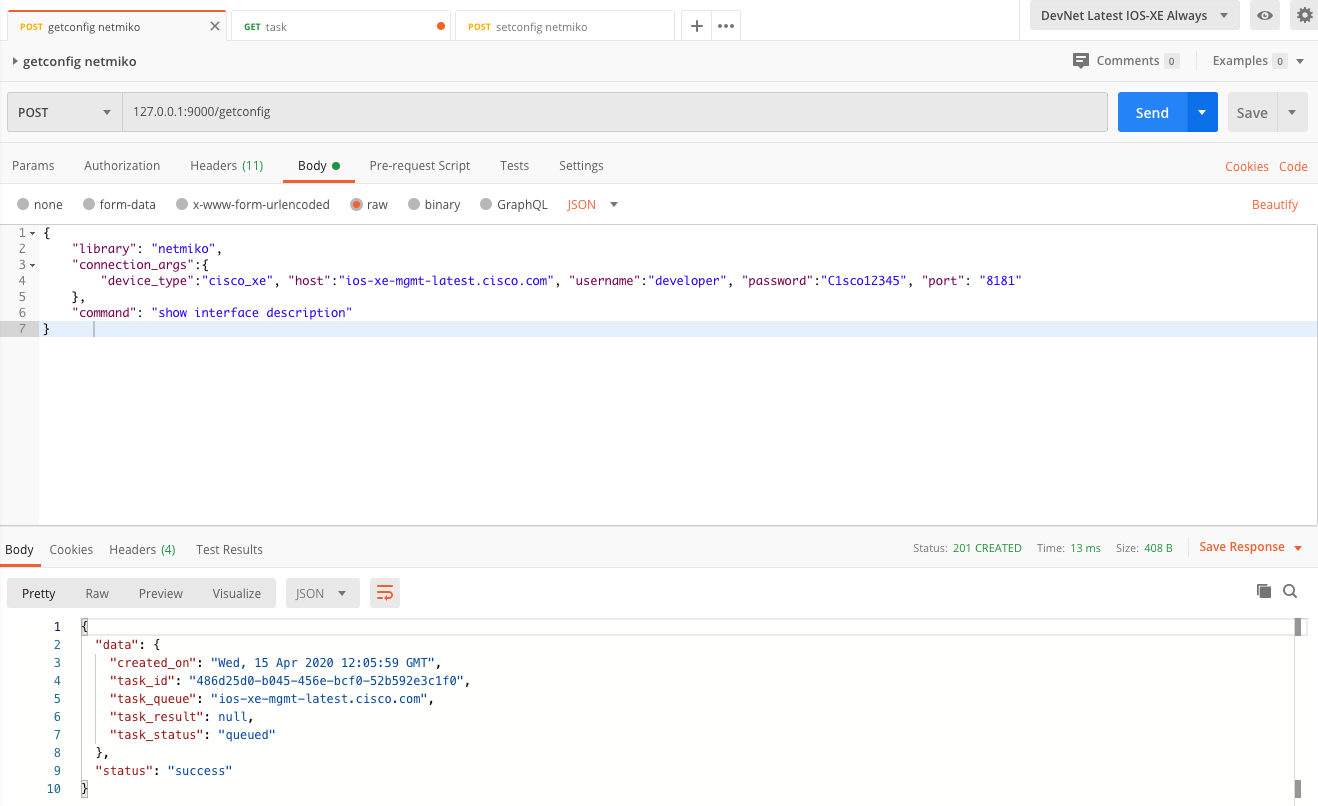 POST getconfig netmiko GET task POST setconfig netmiko DevNet Latest IOS-XE Always
getconfig netmiko Comments 0 Examples 0
POST 127.0.0.1:9000/getconfig Send Save
Params Authorization Headers (11) Body Pre-request Script Tests Settings Cookies Code
none form-data x-www-form-urlencoded raw binary GraphQL JSON Beautify
1 {
2 "library": "netmiko",
3 "connection_args":{
4 "device_type":"cisco_xe", "host":"ios-xe-mgmt-latest.cisco.com", "username":"developer", "password":"C1sco12345", "port": "8181"
5 },
6 "command": "show interface description"
7 }
Body Cookies Headers (4) Test Results Status: 201 CREATED Time: 13 ms Size: 408 B Save Response
Pretty Raw Preview Visualize JSON
1 {
2 "data": {
3 "created_on": "Wed, 15 Apr 2020 12:05:59 GMT",
4 "task_id": "486d25d0-b045-456e-bcf0-52b592e3c1f0",
5 "task_queue": "ios-xe-mgmt-latest.cisco.com",
6 "task_result": null,
7 "task_status": "queued"
8 },
9 "status": "success"
10 }